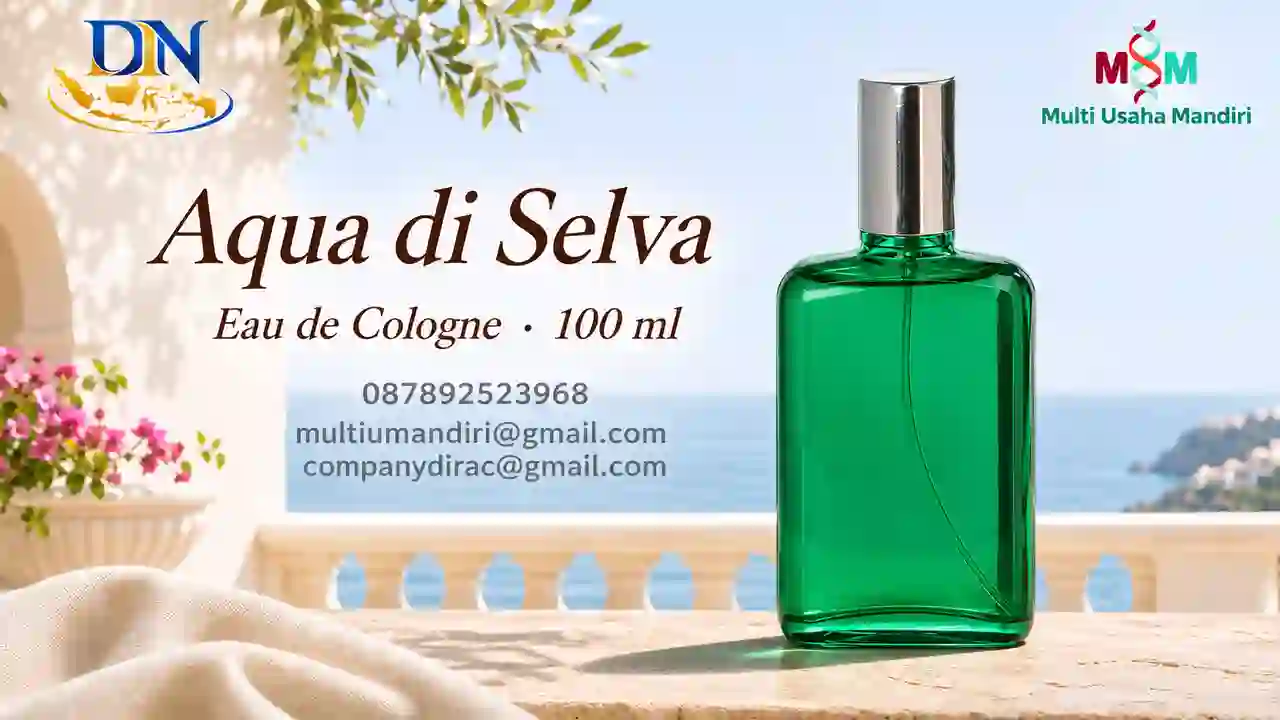 DN
MSM
Multi Usaha Mandiri
Aqua di Selva
Eau de Cologne · 100 ml
087892523968
multiumandiri@gmail.com
companydirac@gmail.com